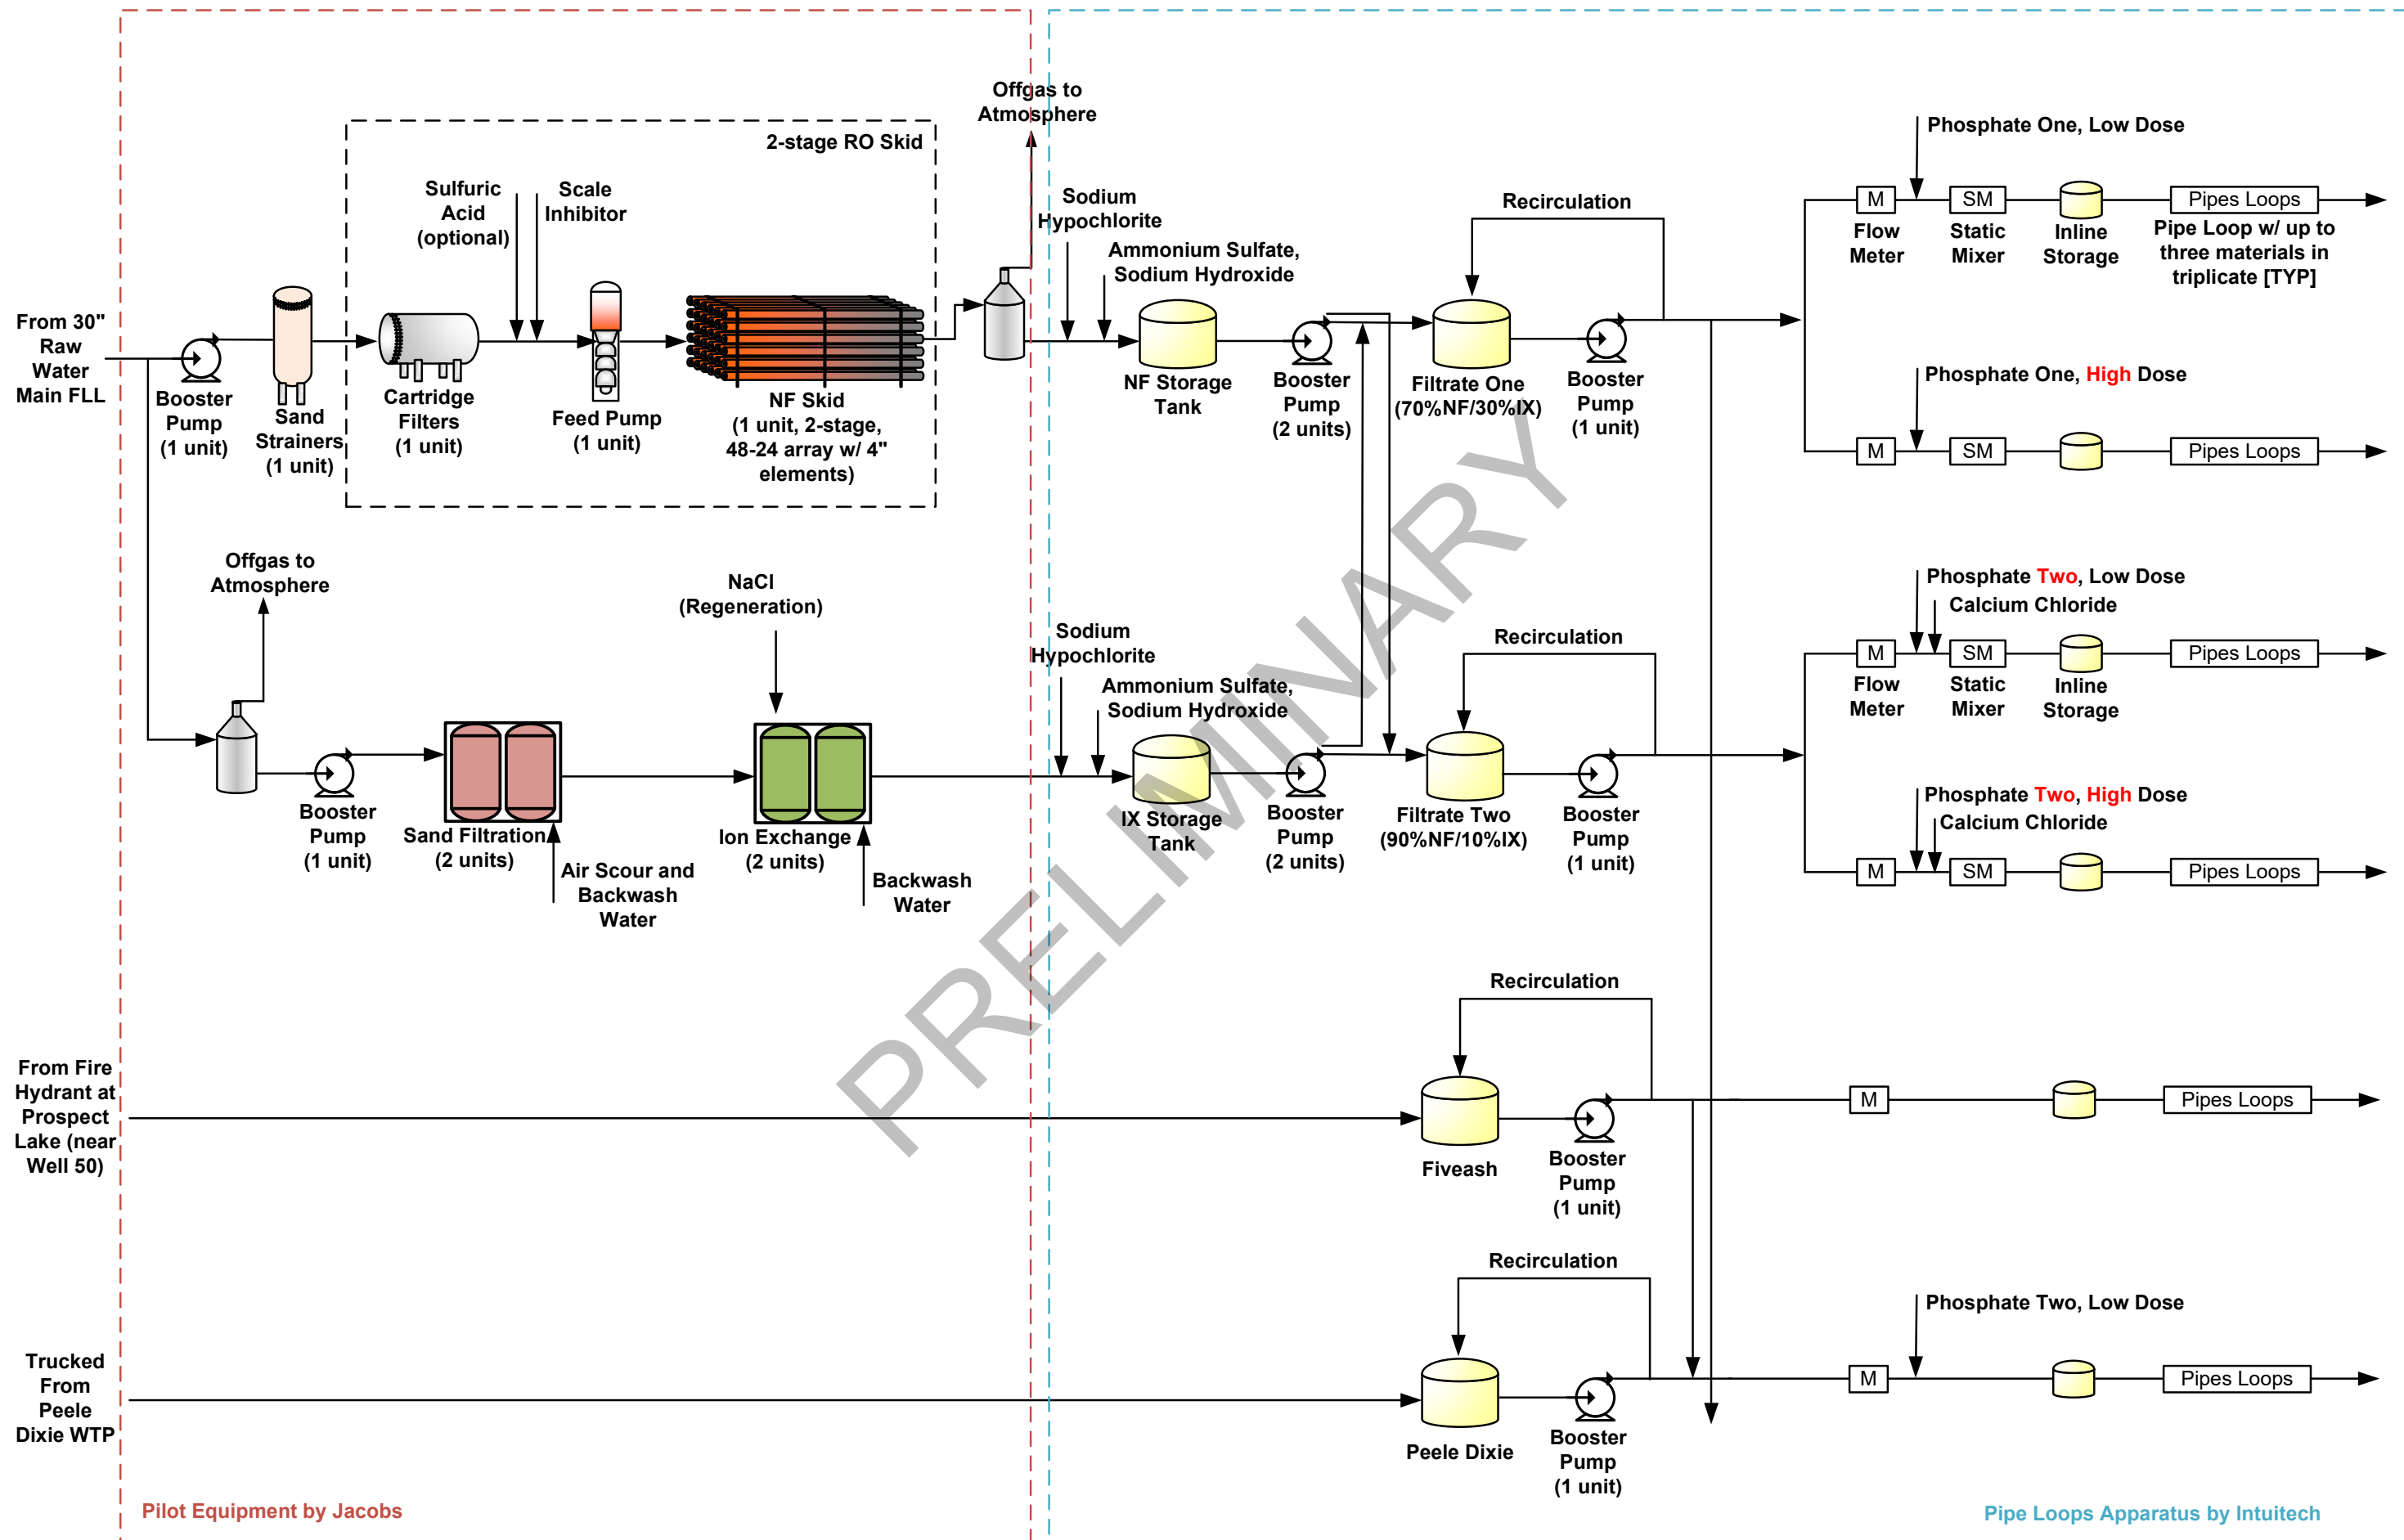 Offgas to
Atmosphere
2-stage RO Skid
Sulfuric
Acid
(optional)
Scale
Inhibitor
Sodium
Hypochlorite
Ammonium Sulfate,
Sodium Hydroxide
Recirculation
Phosphate One, Low Dose
M
SM
Pipes Loops
Flow
Meter
Static
Mixer
Inline
Storage
Pipe Loop w/ up to
three materials in
triplicate [TYP]
From 30"
Raw
Water
Main FLL
Booster
Pump
(1 unit)
Sand
Strainers
(1 unit)
Cartridge
Filters
(1 unit)
Feed Pump
(1 unit)
NF Skid
(1 unit, 2-stage,
48-24 array w/ 4"
elements)
NF Storage
Tank
Booster
Pump
(2 units)
Filtrate One
(70%NF/30%IX)
Booster
Pump
(1 unit)
Phosphate One, High Dose
M
SM
Pipes Loops
Offgas to
Atmosphere
NaCl
(Regeneration)
Sodium
Hypochlorite
Ammonium Sulfate,
Sodium Hydroxide
Recirculation
Phosphate Two, Low Dose
Calcium Chloride
M
SM
Pipes Loops
Flow
Meter
Static
Mixer
Inline
Storage
Booster
Pump
(1 unit)
Sand Filtration
(2 units)
Air Scour and
Backwash
Water
Ion Exchange
(2 units)
Backwash
Water
IX Storage
Tank
Booster
Pump
(2 units)
Filtrate Two
(90%NF/10%IX)
Booster
Pump
(1 unit)
Phosphate Two, High Dose
Calcium Chloride
M
SM
Pipes Loops
PRELIMINARY
From Fire
Hydrant at
Prospect
Lake (near
Well 50)
Recirculation
Fiveash
Booster
Pump
(1 unit)
M
Pipes Loops
Trucked
From
Peele
Dixie WTP
Recirculation
Peele Dixie
Booster
Pump
(1 unit)
Phosphate Two, Low Dose
M
Pipes Loops
Pilot Equipment by Jacobs
Pipe Loops Apparatus by Intuitech